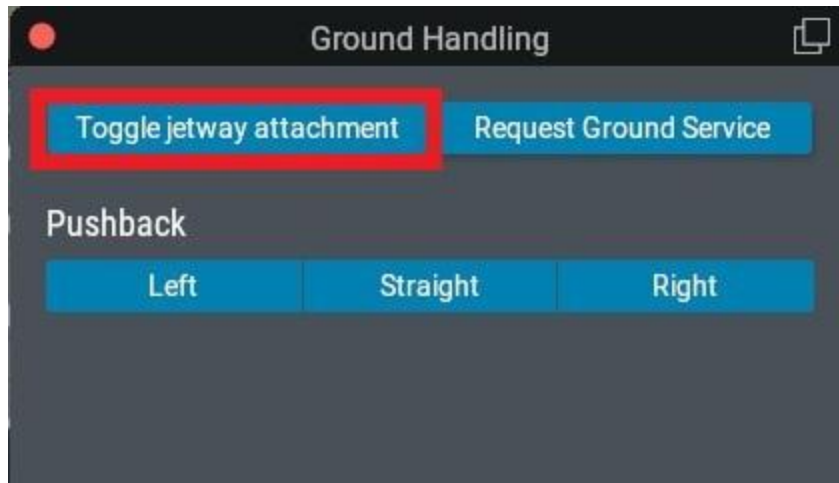 Ground Handling
Toggle jetway attachment Request Ground Service
Pushback
Left Straight Right